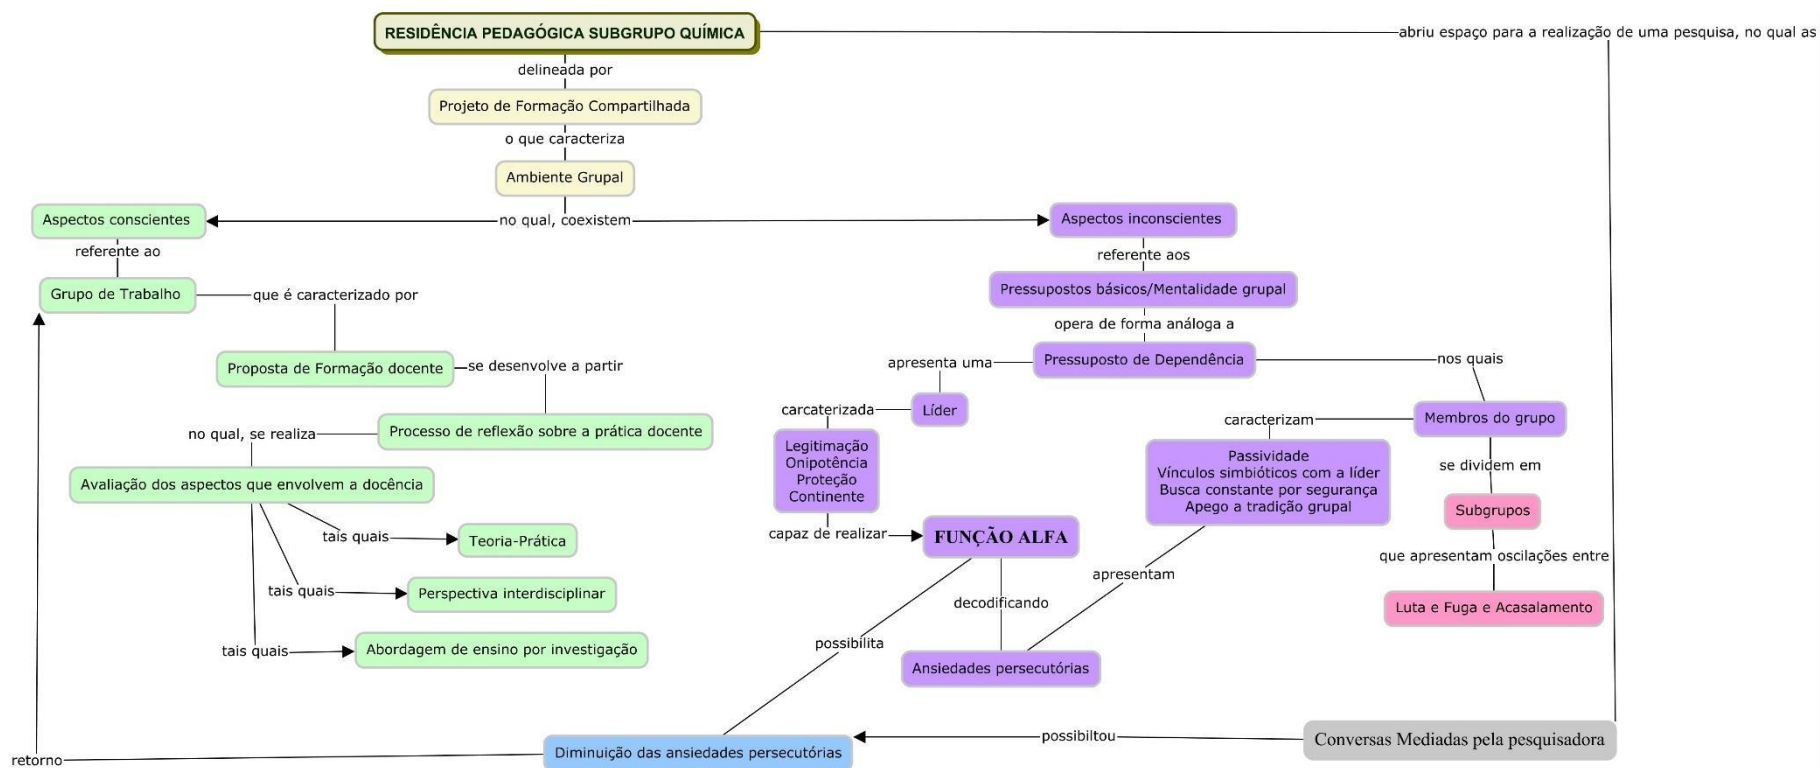 RESIDÊNCIA PEDAGÓGICA SUBGRUPO QUÍMICA
abriu espaço para a realização de uma pesquisa, no qual as
delineada por
Projeto de Formação Compartilhada
o que caracteriza
Ambiente Grupal
no qual, coexistem
Aspectos conscientes
referente ao
Grupo de Trabalho
que é caracterizado por
Proposta de Formação docente
se desenvolve a partir
Processo de reflexão sobre a prática docente
no qual, se realiza
Avaliação dos aspectos que envolvem a docência
tais quais
Teoria-Prática
tais quais
Perspectiva interdisciplinar
tais quais
Abordagem de ensino por investigação
Aspectos inconscientes
referente aos
Pressupostos básicos/Mentalidade grupal
opera de forma análoga a
Pressuposto de Dependência
apresenta uma
Líder
carcaterizada
Legitimação
Onipotência
Proteção
Continente
capaz de realizar
FUNÇÃO ALFA
decodificando
Ansiedades persecutórias
possibilita
nos quais
Membros do grupo
caracterizam
Passividade
Vínculos simbióticos com a líder
Busca constante por segurança
Apego a tradição grupal
apresentam
se dividem em
Subgrupos
que apresentam oscilações entre
Luta e Fuga e Acasalamento
Conversas Mediadas pela pesquisadora
possibiltou
Diminuição das ansiedades persecutórias
retorno